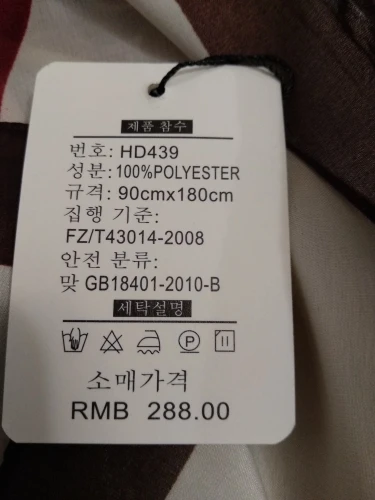 제품 참수
번호: HD439
성분: 100%POLYESTER
규격: 90cmx180cm
집행 기준:
FZ/T43014-2008
안전 분류:
맞 GB18401-2010-B
세탁설명
소매가격
RMB 288.00